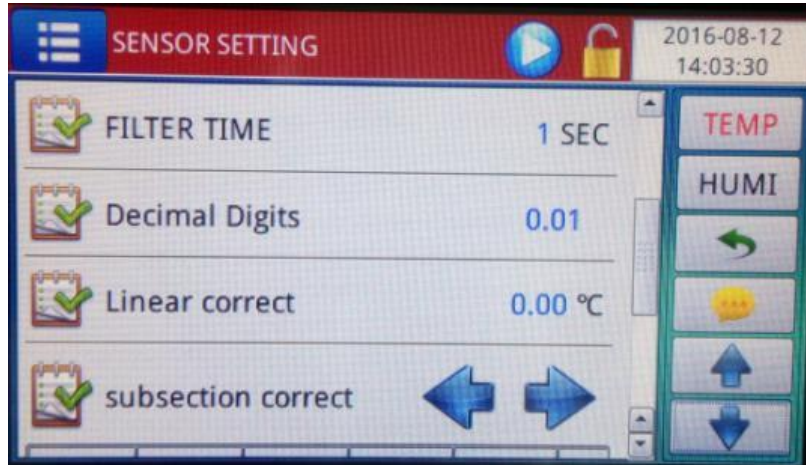 SENSOR SETTING
2016-08-12
14:03:30
FILTER TIME 1 SEC
Decimal Digits 0.01
Linear correct 0.00 ℃
subsection correct
TEMP
HUMI